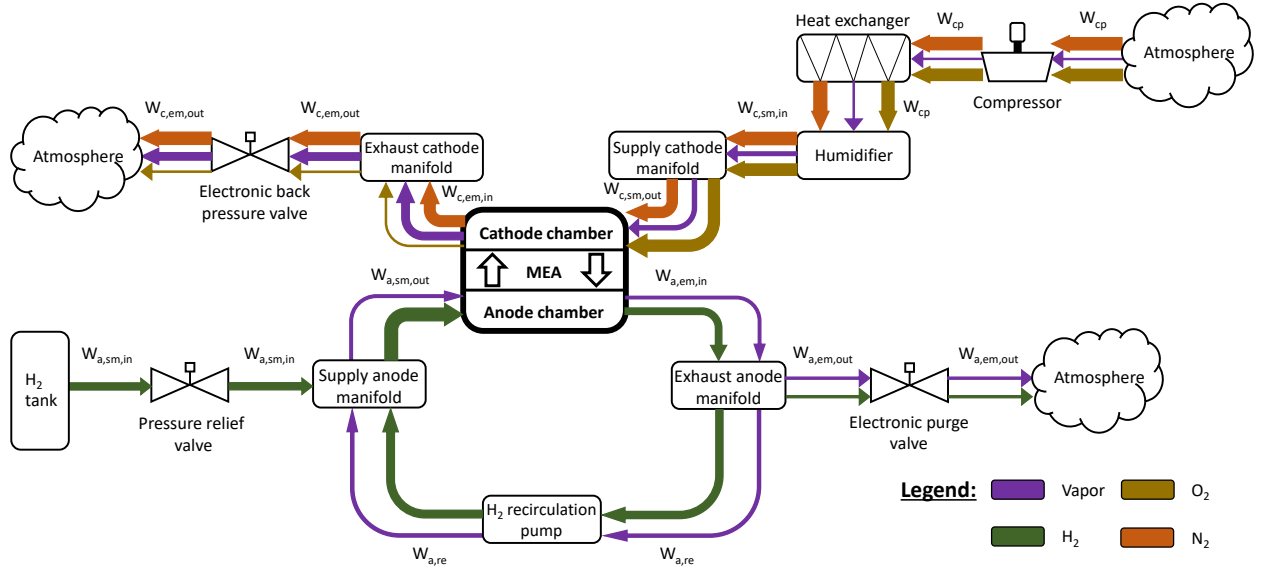 Heat exchanger
W_cp
W_cp
Atmosphere
Compressor
W_c,em,out
W_c,em,out
W_c,sm,in
W_cp
Atmosphere
Exhaust cathode
manifold
Supply cathode
manifold
Humidifier
Electronic back
pressure valve
W_c,em,in
W_c,sm,out
Cathode chamber
MEA
Anode chamber
W_a,sm,out
W_a,em,in
W_a,sm,in
W_a,sm,in
H₂
tank
Pressure relief
valve
Supply anode
manifold
Exhaust anode
manifold
W_a,em,out
W_a,em,out
Atmosphere
Electronic purge
valve
H₂ recirculation
pump
W_a,re
W_a,re
Legend:
Vapor
O₂
H₂
N₂